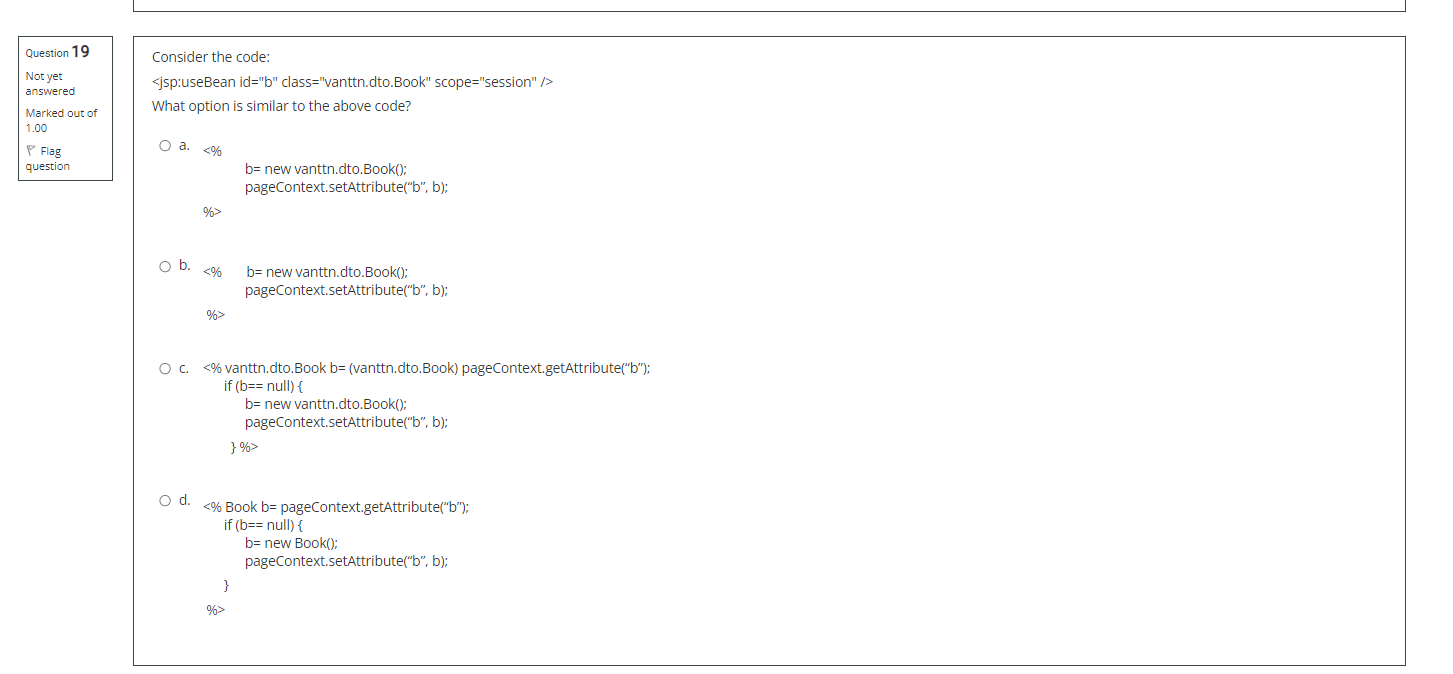 Question 19
Not yet
answered
Marked out of
1.00
Flag
question
Consider the code:
<jsp:useBean id="b" class="vanttn.dto.Book" scope="session" />
What option is similar to the above code?
a. <%
b= new vanttn.dto.Book();
pageContext.setAttribute(“b”, b);
%>
b. <% b= new vanttn.dto.Book();
pageContext.setAttribute(“b”, b);
%>
c. <% vanttn.dto.Book b= (vanttn.dto.Book) pageContext.getAttribute(“b”);
if (b== null) {
b= new vanttn.dto.Book();
pageContext.setAttribute(“b”, b);
} %>
d. <% Book b= pageContext.getAttribute(“b”);
if (b== null) {
b= new Book();
pageContext.setAttribute(“b”, b);
}
%>